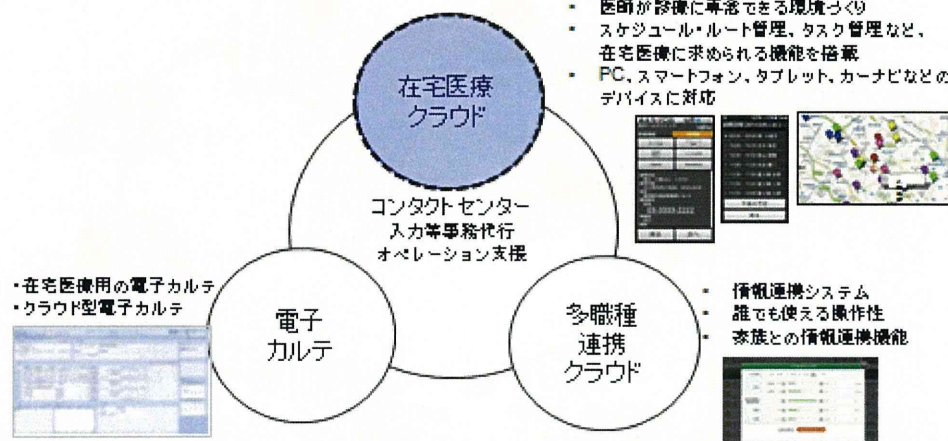 ・ 医師が診療に専念できる環境づくり
・ スケジュール・ルート管理、タスク管理など、
在宅医療に求められる機能を搭載
・ PC、スマートフォン、タブレット、カーナビなどの
デバイスに対応
在宅医療
クラウド
コンタクトセンター
入力等事務代行
オペレーション支援
・在宅医療用の電子カルテ
・クラウド型電子カルテ
電子
カルテ
多職種
連携
クラウド
・ 情報連携システム
・ 誰でも使える操作性
・ 家族との情報連携機能